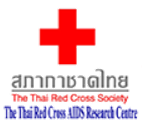 สภากาชาดไทย
The Thai Red Cross Society
The Thai Red Cross AIDS Research Centre